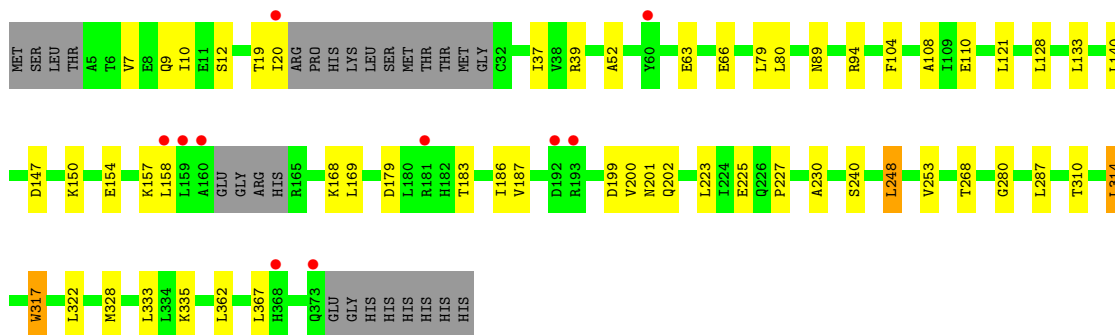 MET SER LEU THR A5 T6 V7 E8 Q9 I10 E11 S12 T19 I20 ARG PRO HIS LYS LEU SER MET THR THR MET GLY C32 I37 V38 R39 A52 Y60 E63 E66 L79 L80 N89 R94 F104 A108 I109 E110 L121 L128 L133 L140
D147 K150 E154 K157 L158 L159 A160 GLU GLY ARG HIS R165 K168 L169 D179 L180 R181 H182 T183 I186 V187 D192 R193 D199 V200 N201 Q202 L223 I224 E225 Q226 P227 A230 S240 L248 V253 T268 G280 L287 T310 L314
W317 L322 M328 L333 L334 K335 L362 L367 H368 Q373 GLU GLY HIS HIS HIS HIS HIS HIS